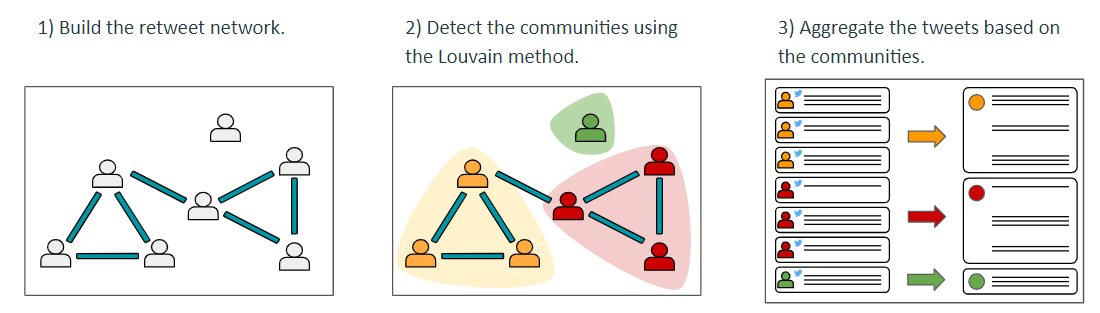 1) Build the retweet network.
2) Detect the communities using
the Louvain method.
3) Aggregate the tweets based on
the communities.